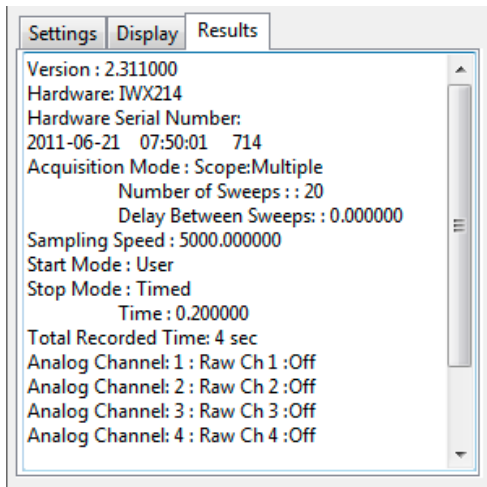 Settings Display Results
Version : 2.311000
Hardware: IWX214
Hardware Serial Number:
2011-06-21 07:50:01 714
Acquisition Mode : Scope:Multiple
Number of Sweeps : : 20
Delay Between Sweeps: : 0.000000
Sampling Speed : 5000.000000
Start Mode : User
Stop Mode : Timed
Time : 0.200000
Total Recorded Time: 4 sec
Analog Channel: 1 : Raw Ch 1 :Off
Analog Channel: 2 : Raw Ch 2 :Off
Analog Channel: 3 : Raw Ch 3 :Off
Analog Channel: 4 : Raw Ch 4 :Off